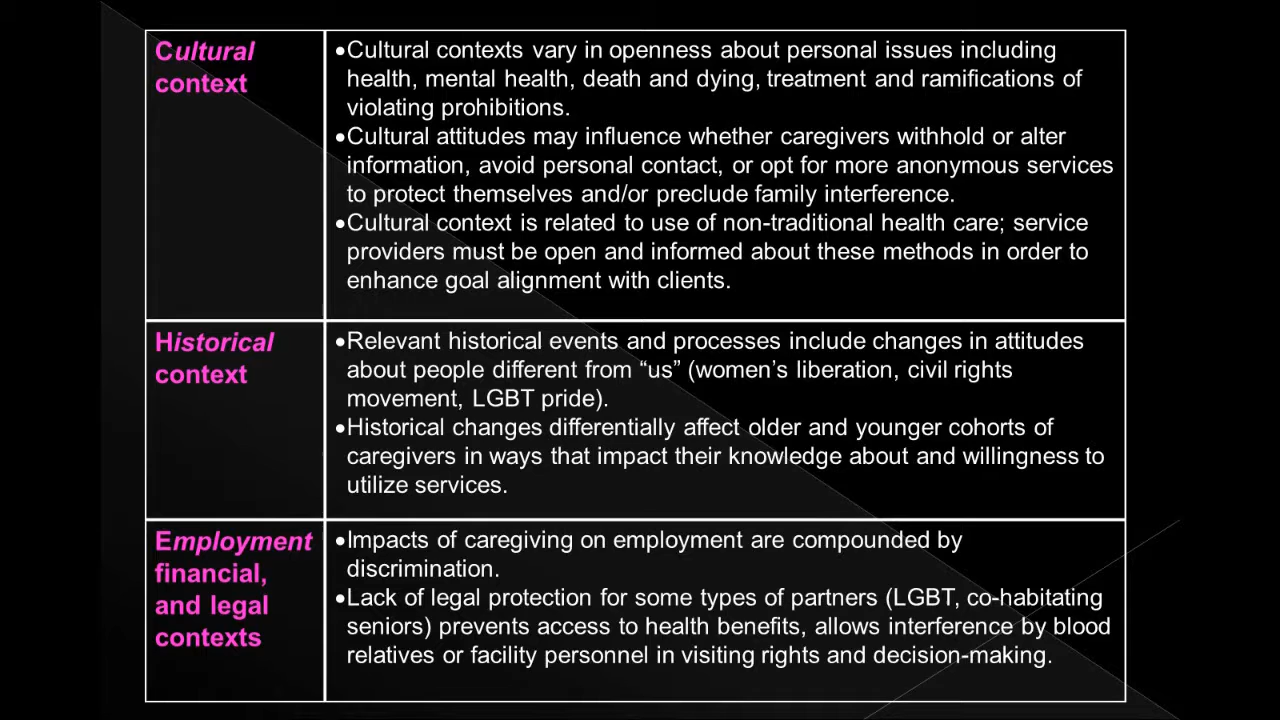 Cultural
context
•Cultural contexts vary in openness about personal issues including
health, mental health, death and dying, treatment and ramifications of
violating prohibitions.
•Cultural attitudes may influence whether caregivers withhold or alter
information, avoid personal contact, or opt for more anonymous services
to protect themselves and/or preclude family interference.
•Cultural context is related to use of non-traditional health care; service
providers must be open and informed about these methods in order to
enhance goal alignment with clients.
Historical
context
•Relevant historical events and processes include changes in attitudes
about people different from “us” (women’s liberation, civil rights
movement, LGBT pride).
•Historical changes differentially affect older and younger cohorts of
caregivers in ways that impact their knowledge about and willingness to
utilize services.
Employment
financial,
and legal
contexts
•Impacts of caregiving on employment are compounded by
discrimination.
•Lack of legal protection for some types of partners (LGBT, co-habitating
seniors) prevents access to health benefits, allows interference by blood
relatives or facility personnel in visiting rights and decision-making.